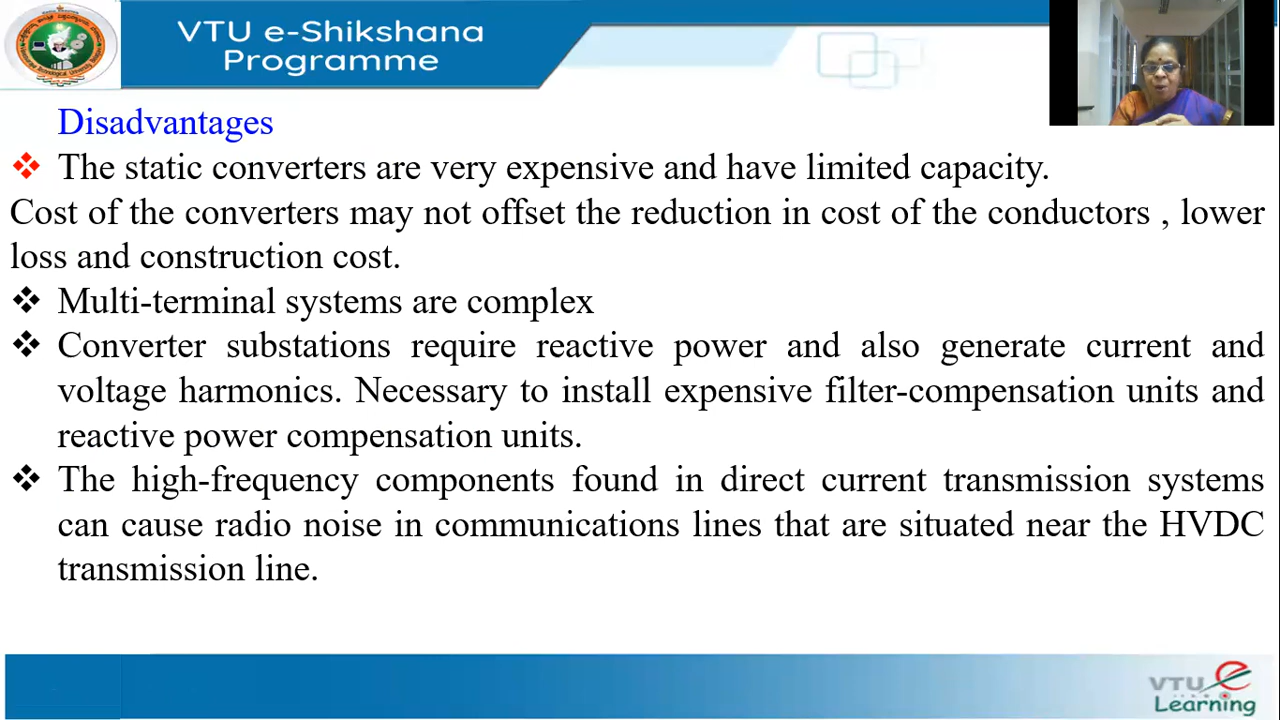 VTU e-Shikshana
Programme
Disadvantages
❖ The static converters are very expensive and have limited capacity.
Cost of the converters may not offset the reduction in cost of the conductors , lower
loss and construction cost.
❖ Multi-terminal systems are complex
❖ Converter substations require reactive power and also generate current and
voltage harmonics. Necessary to install expensive filter-compensation units and
reactive power compensation units.
❖ The high-frequency components found in direct current transmission systems
can cause radio noise in communications lines that are situated near the HVDC
transmission line.
VTU e
Learning